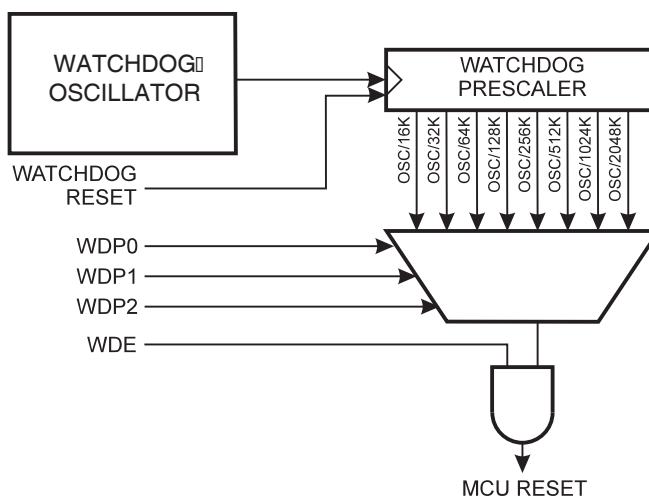 WATCHDOG
OSCILLATOR
WATCHDOG
PRESCALER
OSC/16K
OSC/32K
OSC/64K
OSC/128K
OSC/256K
OSC/512K
OSC/1024K
OSC/2048K
WATCHDOG
RESET
WDP0
WDP1
WDP2
WDE
MCU RESET